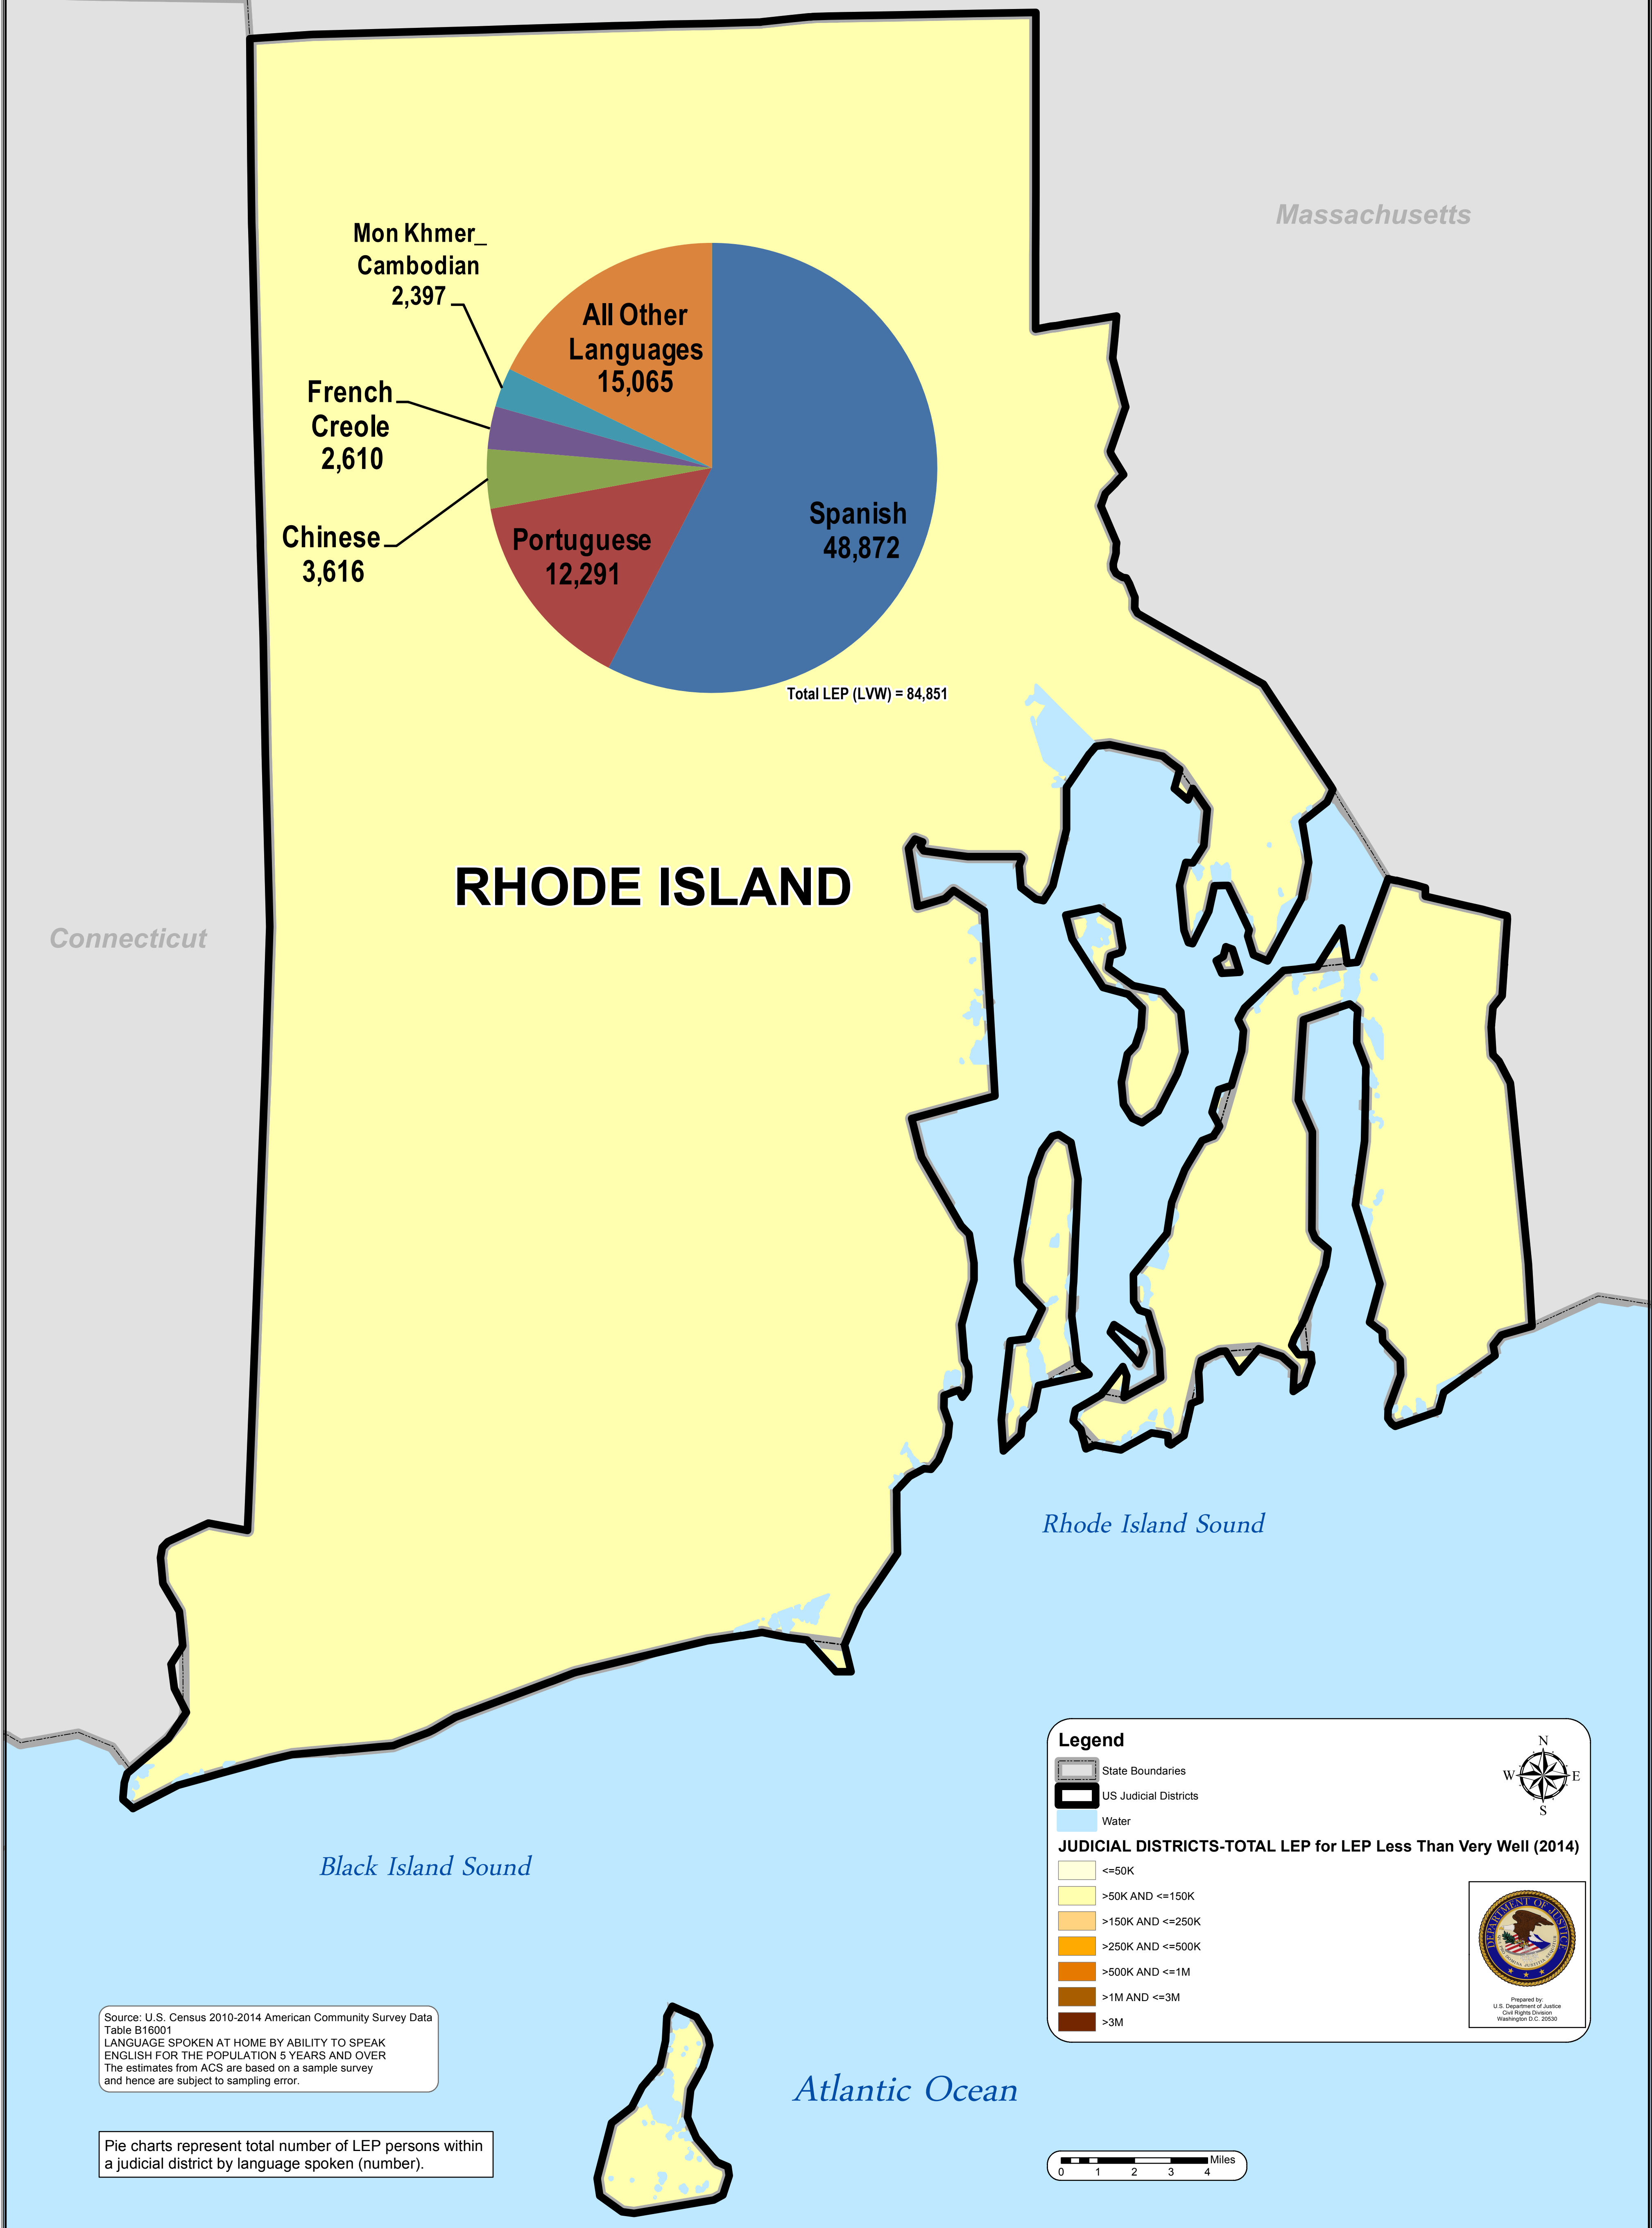 Massachusetts
Mon Khmer_
Cambodian
2,397
All Other
Languages
15,065
French
Creole
2,610
Chinese
3,616
Portuguese
12,291
Spanish
48,872
Total LEP (LVW) = 84,851
RHODE ISLAND
Connecticut
Rhode Island Sound
Black Island Sound
Atlantic Ocean
Legend
State Boundaries
US Judicial Districts
Water
N
W
E
S
JUDICIAL DISTRICTS-TOTAL LEP for LEP Less Than Very Well (2014)
<=50K
>50K AND <=150K
>150K AND <=250K
>250K AND <=500K
>500K AND <=1M
>1M AND <=3M
>3M
DEPARTMENT OF JUSTICE
Prepared by:
U.S. Department of Justice
Civil Rights Division
Washington D.C. 20530
Source: U.S. Census 2010-2014 American Community Survey Data
Table B16001
LANGUAGE SPOKEN AT HOME BY ABILITY TO SPEAK
ENGLISH FOR THE POPULATION 5 YEARS AND OVER
The estimates from ACS are based on a sample survey
and hence are subject to sampling error.
Pie charts represent total number of LEP persons within
a judicial district by language spoken (number).
Miles
0 1 2 3 4